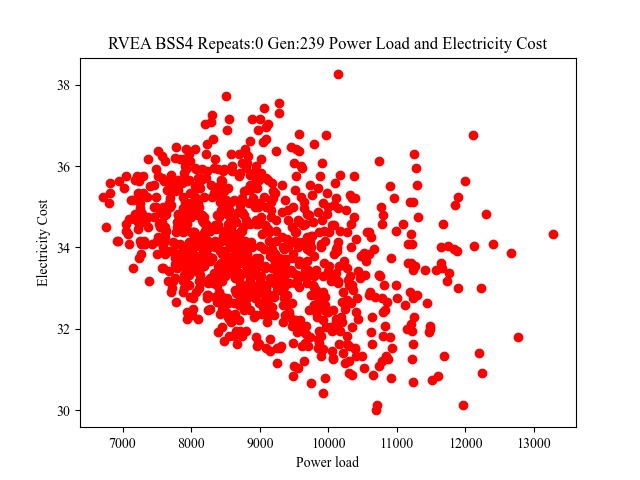 RVEA BSS4 Repeats:0 Gen:239 Power Load and Electricity Cost
38
36
34
32
30
Electricity Cost
7000 8000 9000 10000 11000 12000 13000
Power load